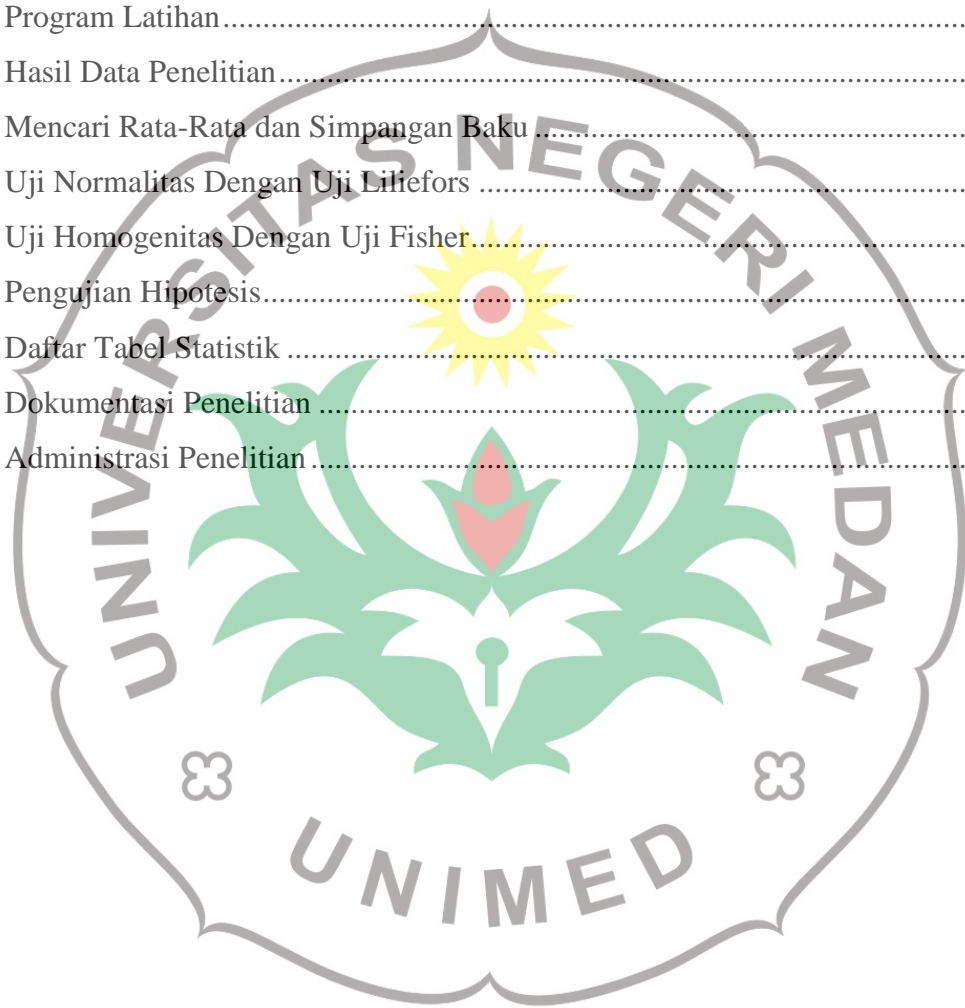 Program Latihan................................................................................
Hasil Data Penelitian................................................................................
Mencari Rata-Rata dan Simpangan Baku ................................................................................
Uji Normalitas Dengan Uji Liliefors ................................................................................
Uji Homogenitas Dengan Uji Fisher................................................................................
Pengujian Hipotesis................................................................................
Daftar Tabel Statistik ................................................................................
Dokumentasi Penelitian ................................................................................
Administrasi Penelitian ................................................................................
UNIVERSITAS NEGERI MEDAN
UNIMED